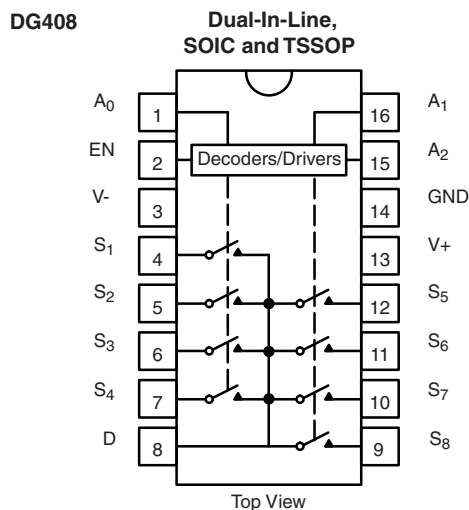 DG408
Dual-In-Line,
SOIC and TSSOP
A0 1 16 A1
EN 2 Decoders/Drivers 15 A2
V- 3 14 GND
S1 4 13 V+
S2 5 12 S5
S3 6 11 S6
S4 7 10 S7
D 8 9 S8
Top View